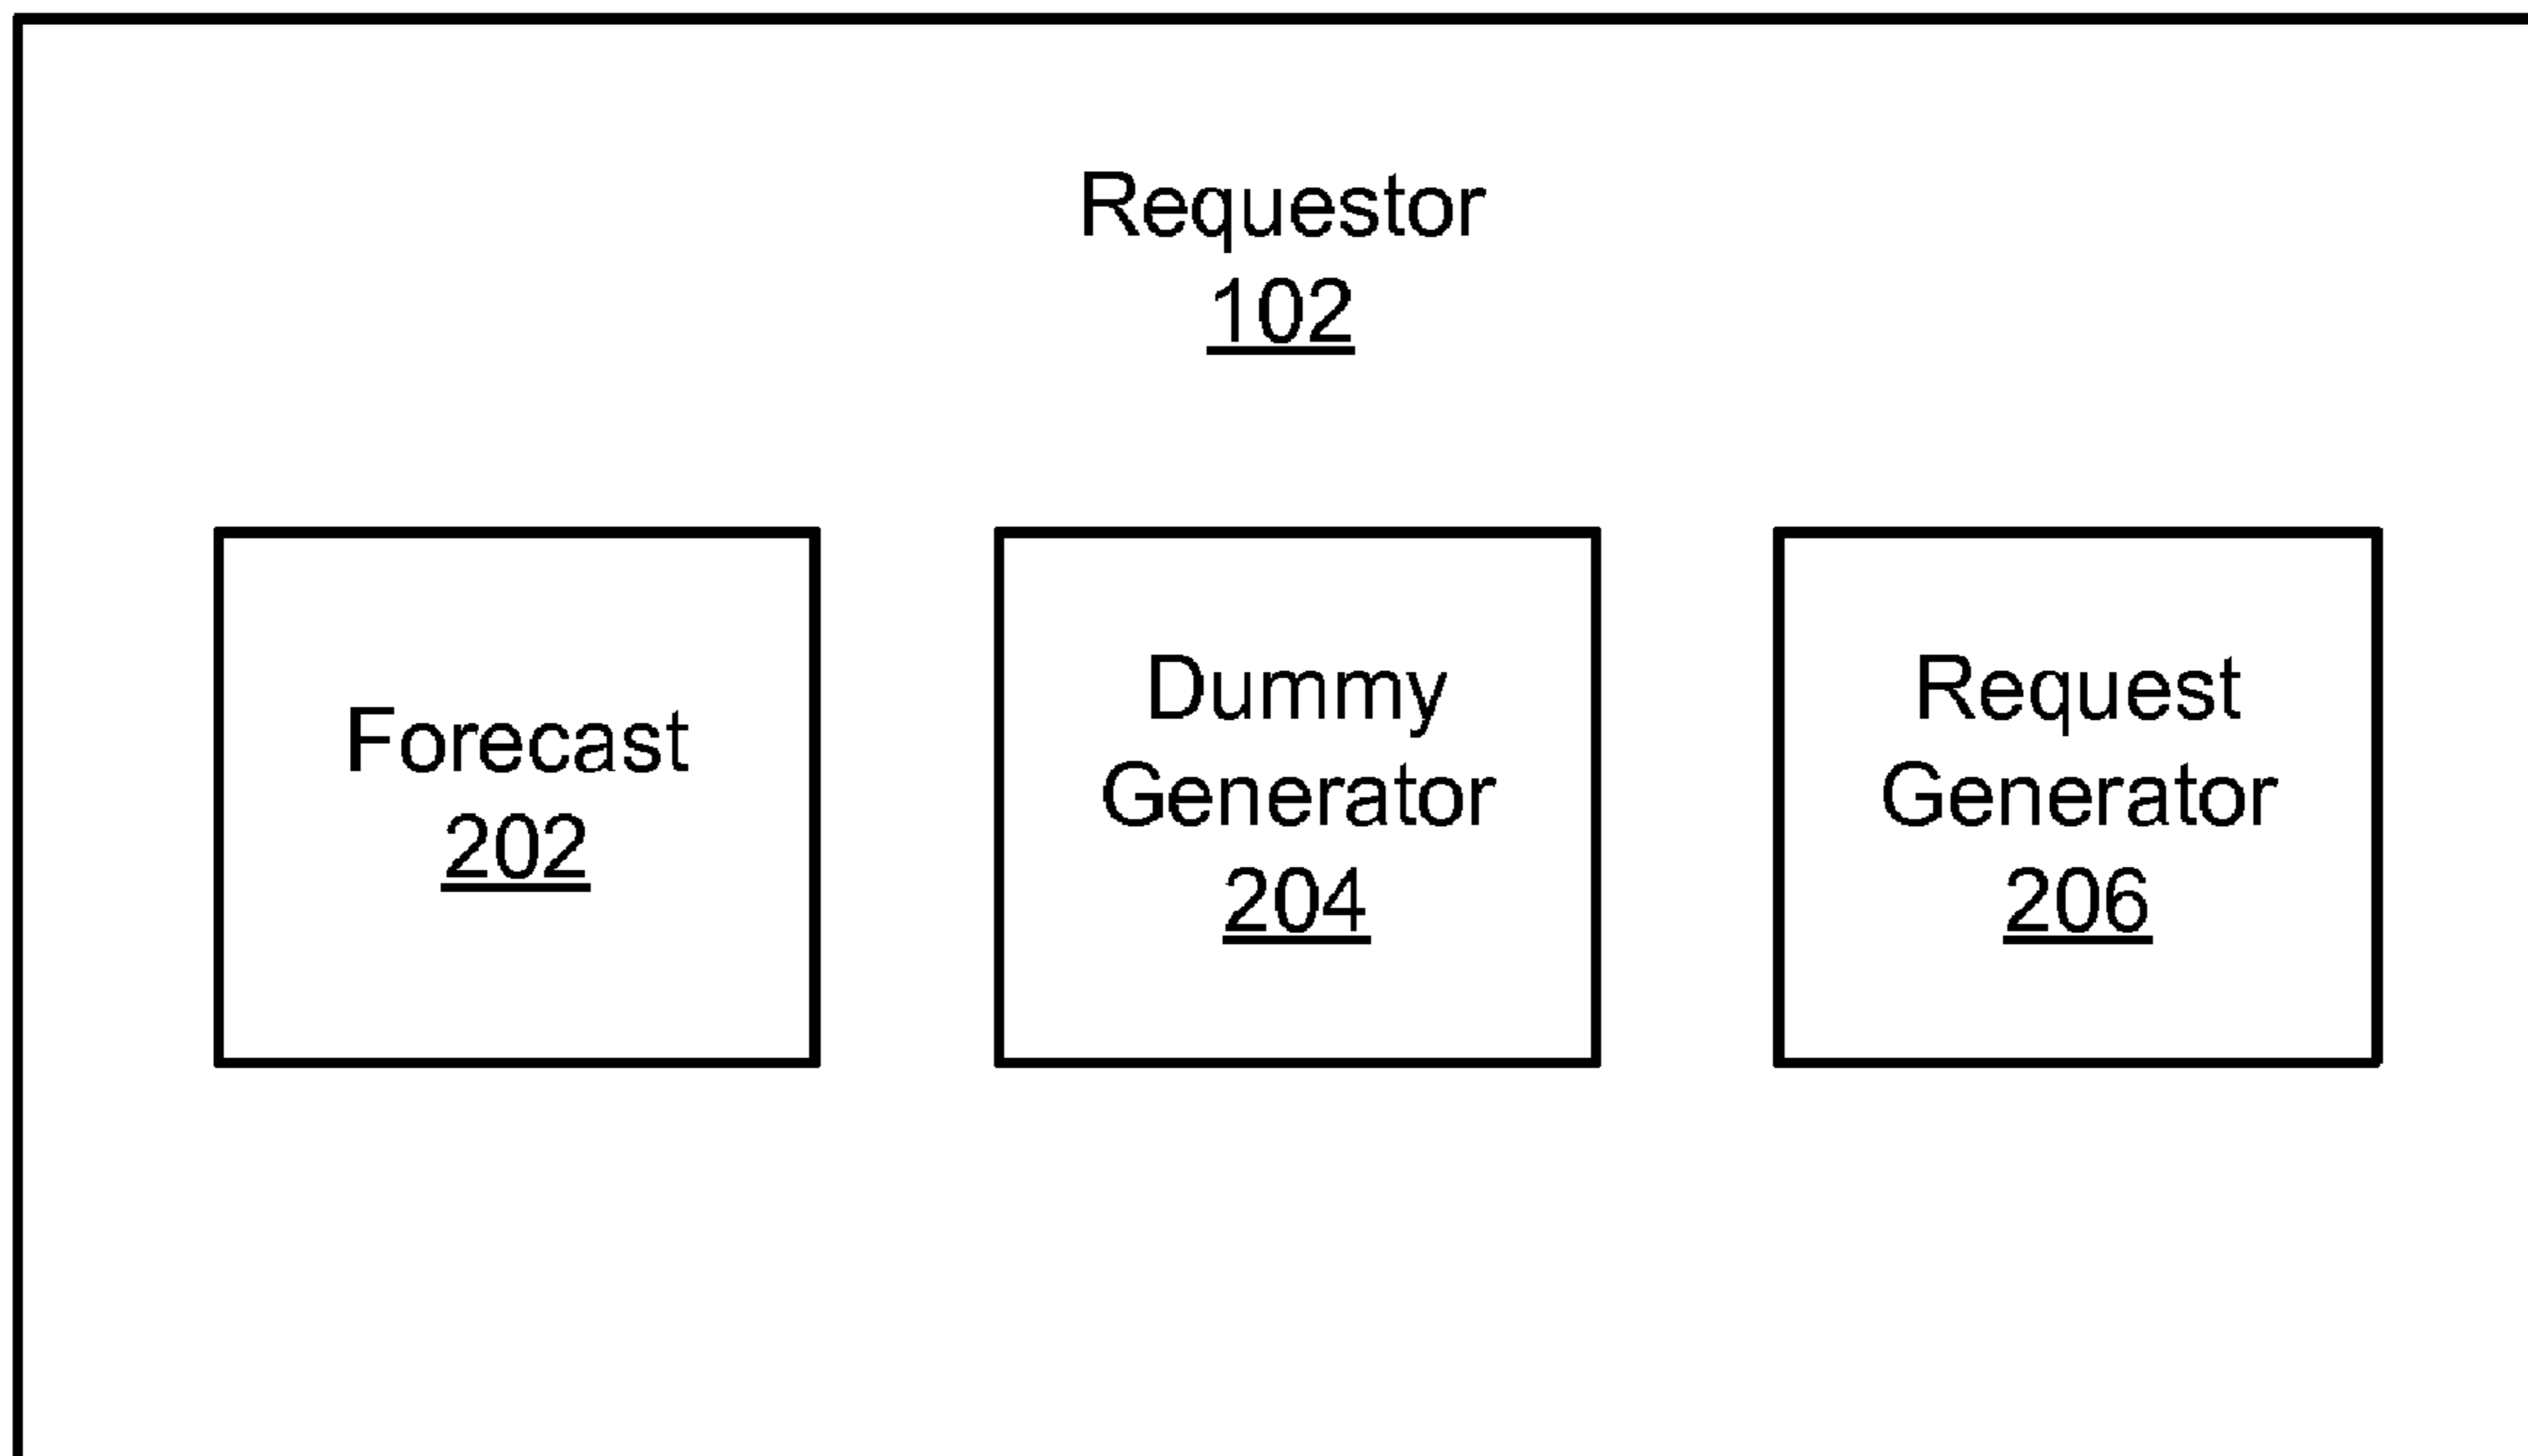 Requestor
102
Forecast
202
Dummy
Generator
204
Request
Generator
206